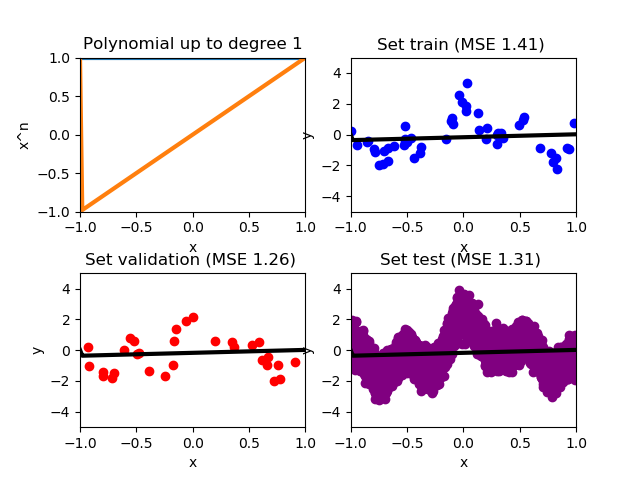 Polynomial up to degree 1
1.0
0.5
0.0
−0.5
−1.0
x^n
−1.0 −0.5 0.0 0.5 1.0
x
Set train (MSE 1.41)
4
2
0
−2
−4
y
−1.0 −0.5 0.0 0.5 1.0
x
Set validation (MSE 1.26)
4
2
0
−2
−4
y
−1.0 −0.5 0.0 0.5 1.0
x
Set test (MSE 1.31)
4
2
0
−2
−4
y
−1.0 −0.5 0.0 0.5 1.0
x